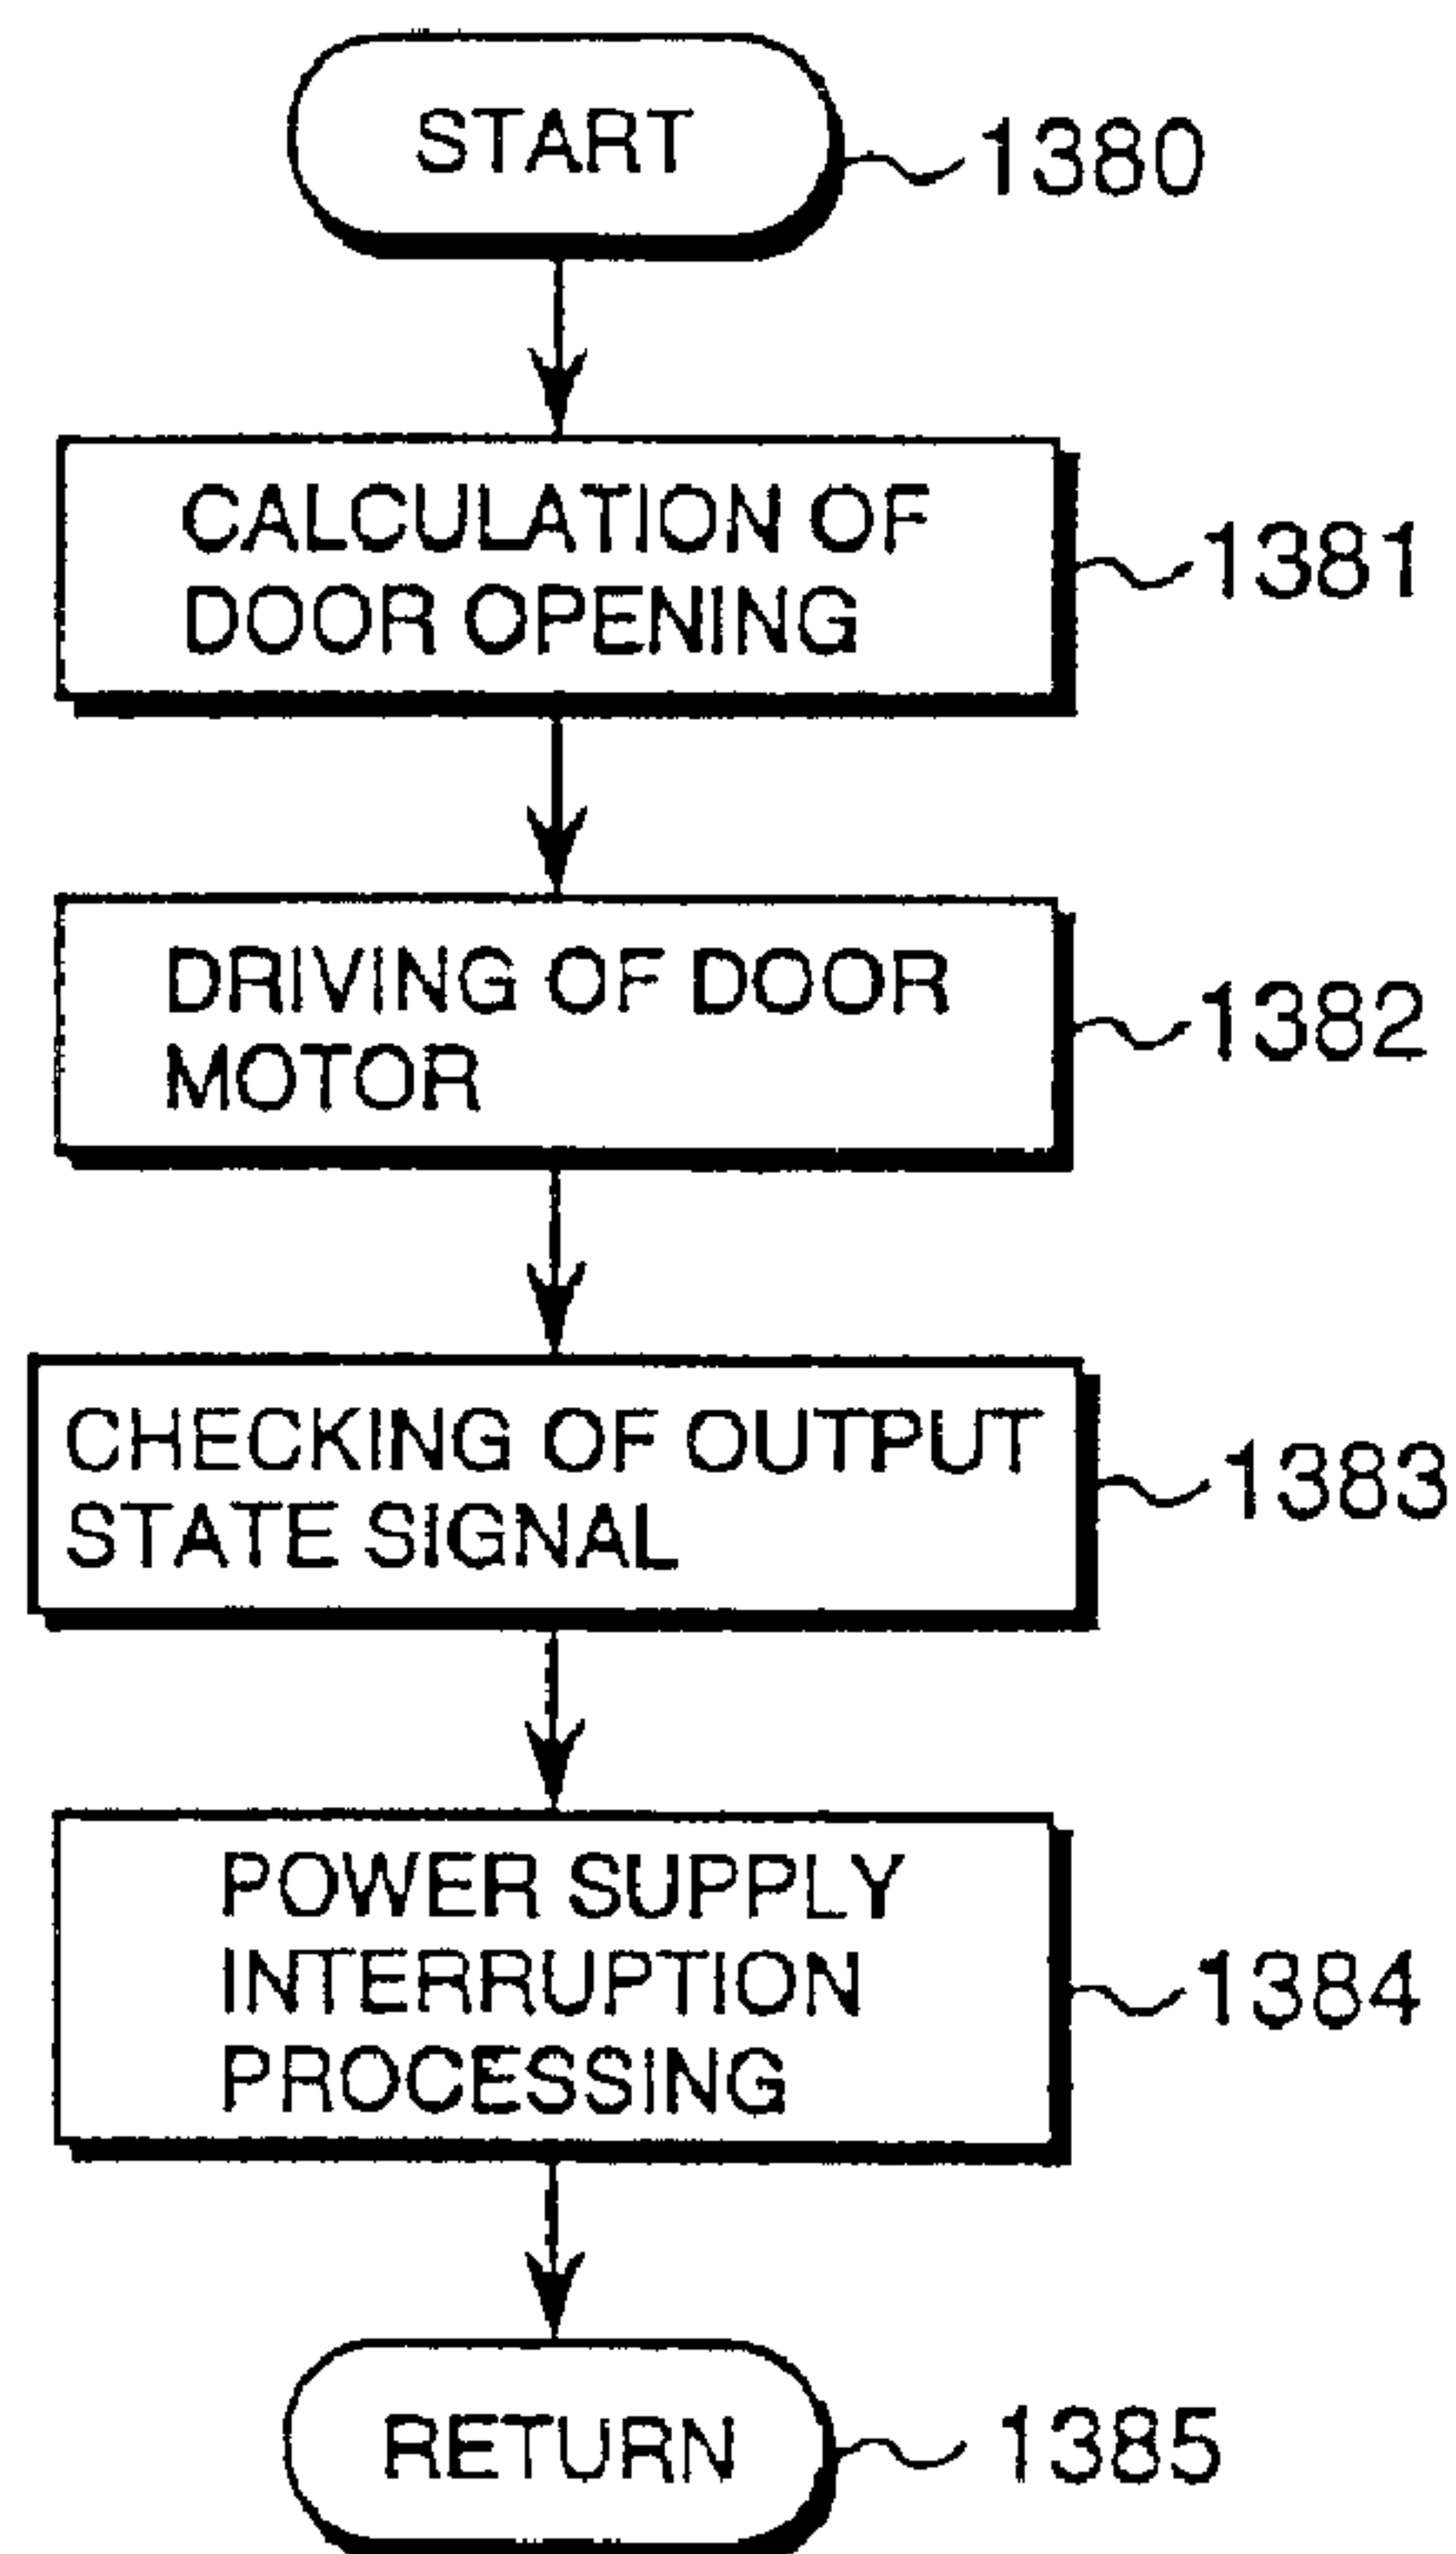 START
1380
CALCULATION OF
DOOR OPENING
1381
DRIVING OF DOOR
MOTOR
1382
CHECKING OF OUTPUT
STATE SIGNAL
1383
POWER SUPPLY
INTERRUPTION
PROCESSING
1384
RETURN
1385